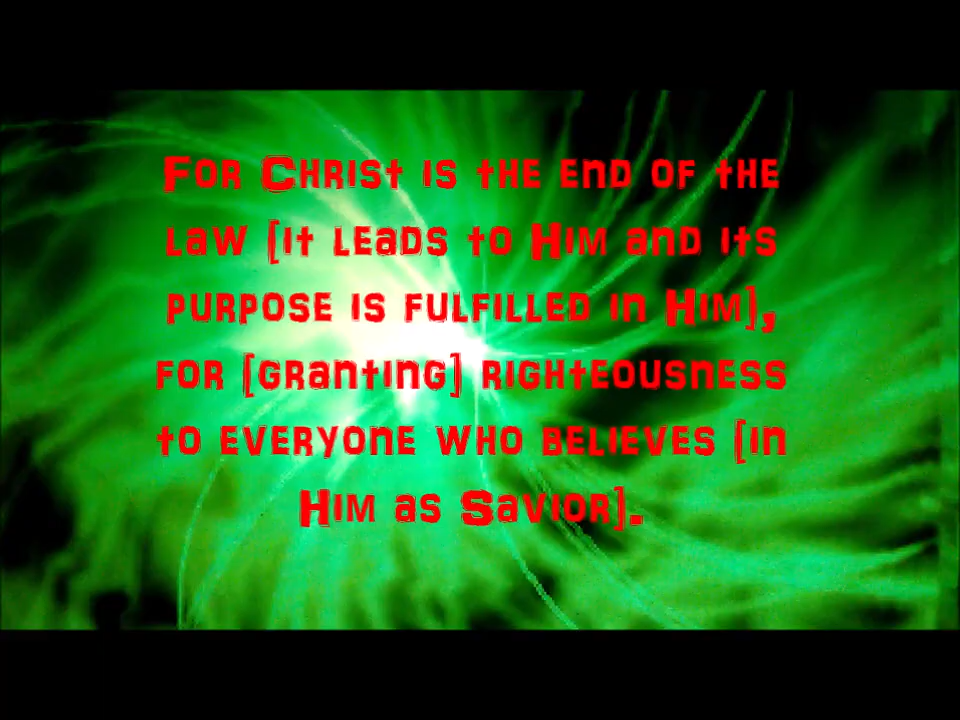 For Christ is the end of the
law [it leads to Him and its
purpose is fulfilled in Him],
for [granting] righteousness
to everyone who believes [in
Him as Savior].